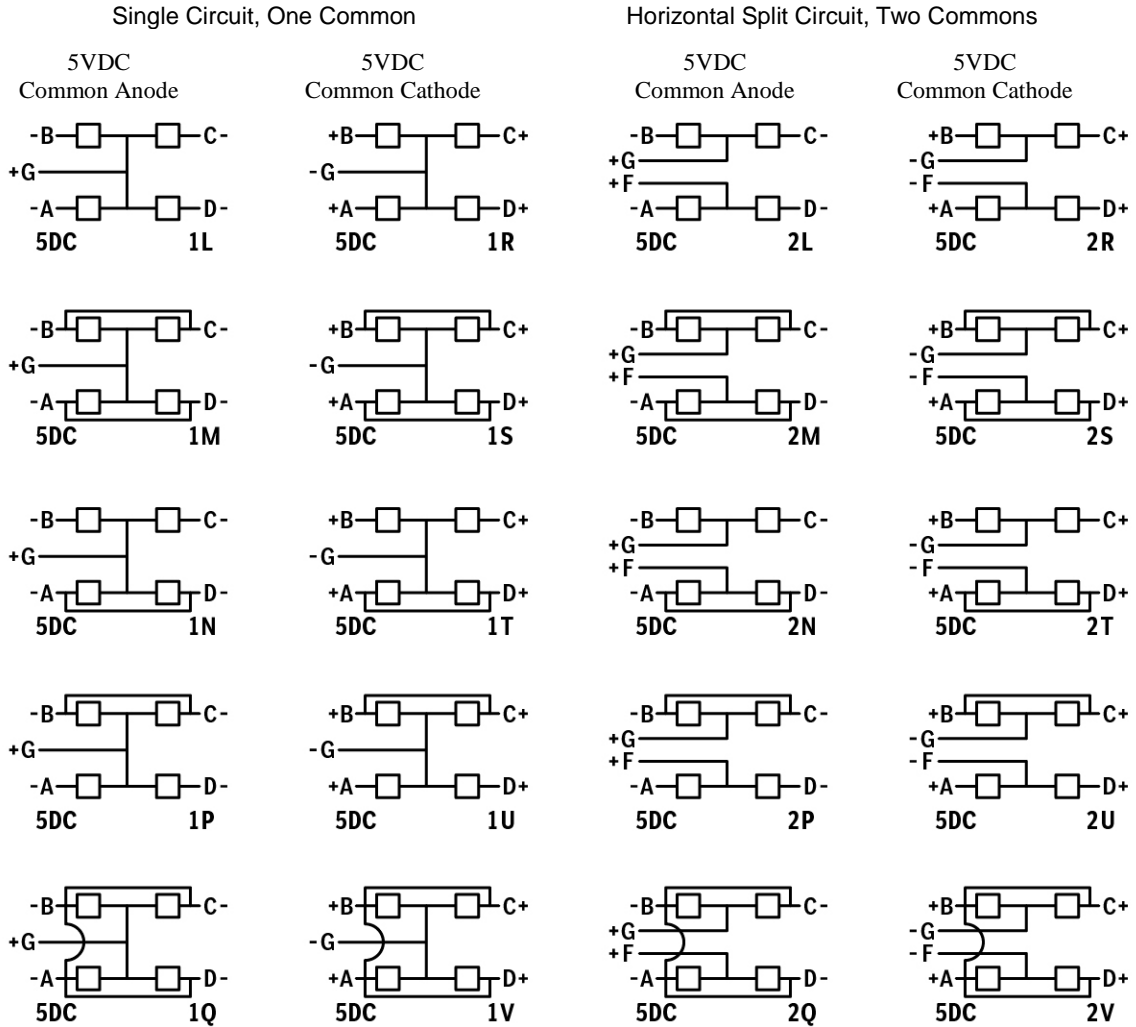 Single Circuit, One Common Horizontal Split Circuit, Two Commons
5VDC 5VDC 5VDC 5VDC
Common Anode Common Cathode Common Anode Common Cathode
-B C- +B C+ -B C- +B C+
+G -G +G -G
+F -F
-A D- +A D+ -A D- +A D+
5DC 1L 5DC 1R 5DC 2L 5DC 2R
-B C- +B C+ -B C- +B C+
+G -G +G -G
+F -F
-A D- +A D+ -A D- +A D+
5DC 1M 5DC 1S 5DC 2M 5DC 2S
-B C- +B C+ -B C- +B C+
+G -G +G -G
+F -F
-A D- +A D+ -A D- +A D+
5DC 1N 5DC 1T 5DC 2N 5DC 2T
-B C- +B C+ -B C- +B C+
+G -G +G -G
+F -F
-A D- +A D+ -A D- +A D+
5DC 1P 5DC 1U 5DC 2P 5DC 2U
-B C- +B C+ -B C- +B C+
+G -G +G -G
+F -F
-A D- +A D+ -A D- +A D+
5DC 1Q 5DC 1V 5DC 2Q 5DC 2V